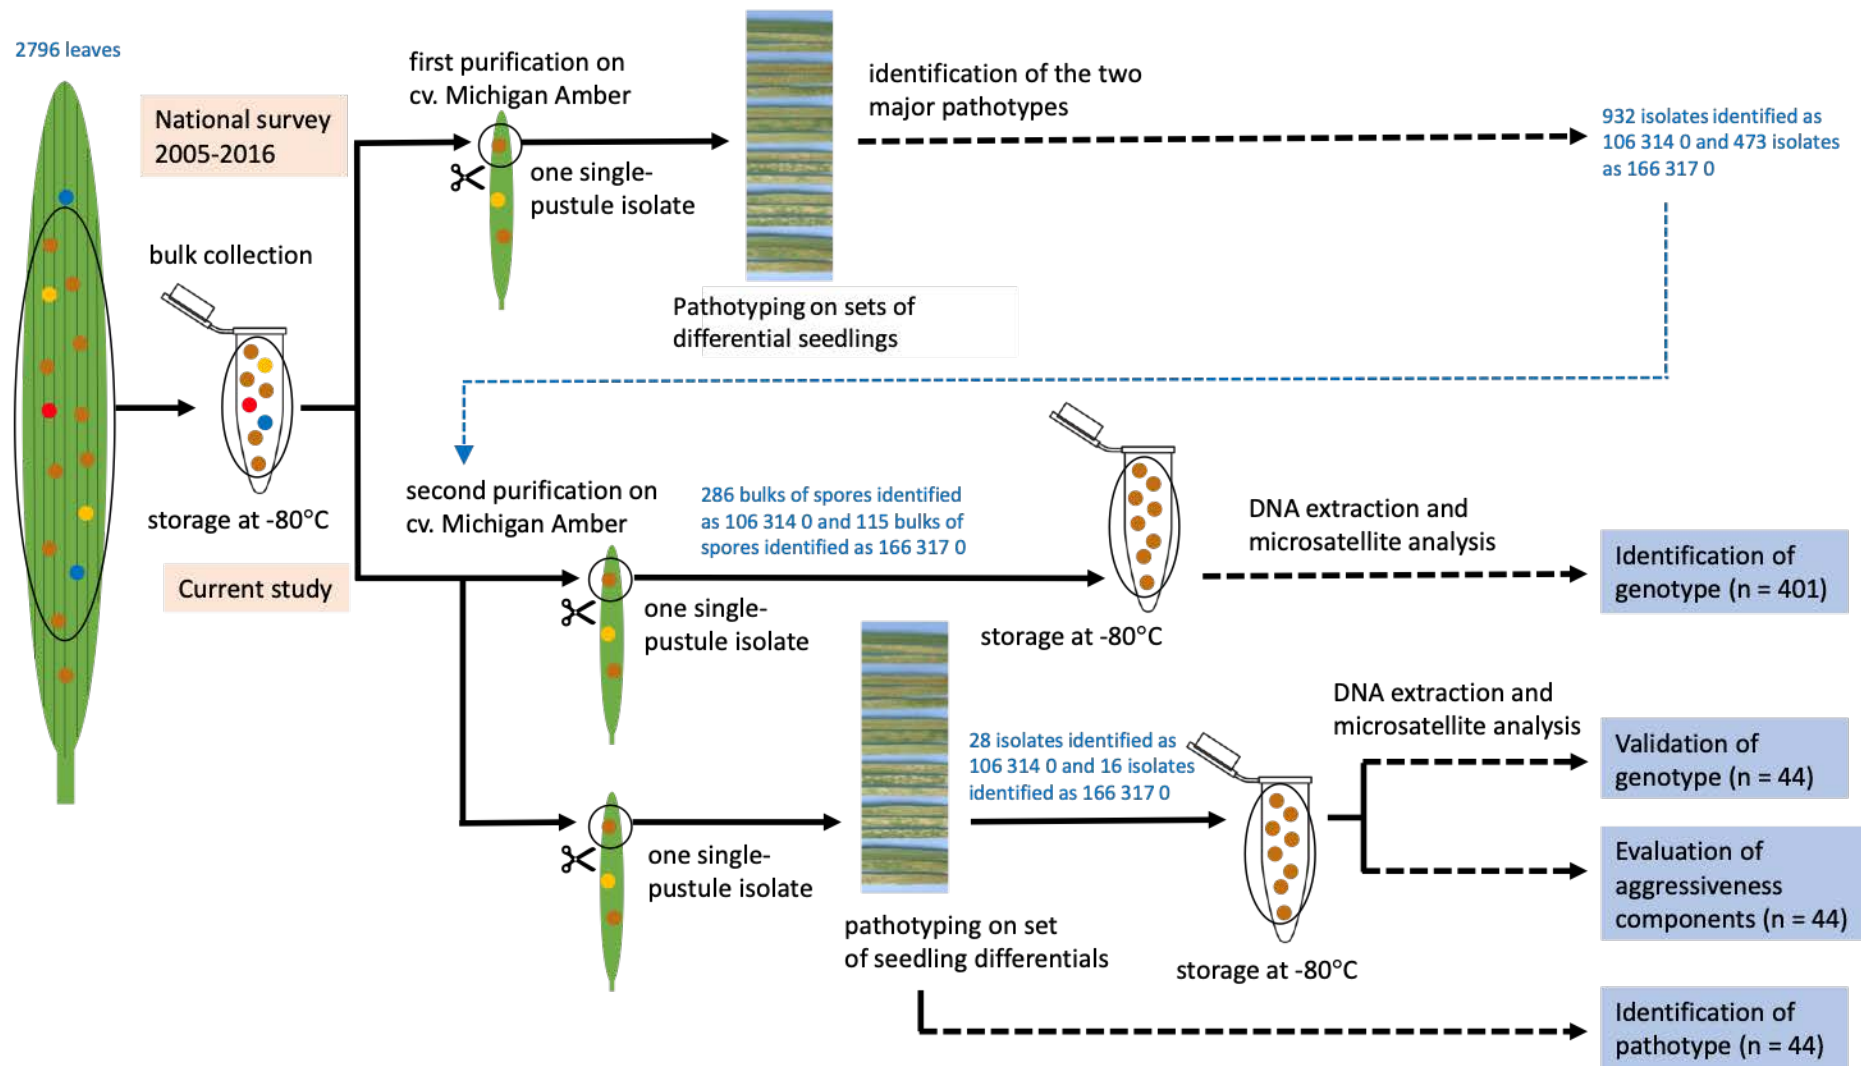 2796 leaves
National survey
2005-2016
first purification on
cv. Michigan Amber
one single-
pustule isolate
identification of the two
major pathotypes
932 isolates identified as
106 314 0 and 473 isolates
as 166 317 0
bulk collection
storage at -80°C
Pathotyping on sets of
differential seedlings
Current study
second purification on
cv. Michigan Amber
286 bulks of spores identified
as 106 314 0 and 115 bulks of
spores identified as 166 317 0
one single-
pustule isolate
storage at -80°C
DNA extraction and
microsatellite analysis
Identification of
genotype (n = 401)
one single-
pustule isolate
pathotyping on set
of seedling differentials
28 isolates identified as
106 314 0 and 16 isolates
identified as 166 317 0
storage at -80°C
DNA extraction and
microsatellite analysis
Validation of
genotype (n = 44)
Evaluation of
aggressiveness
components (n = 44)
Identification of
pathotype (n = 44)